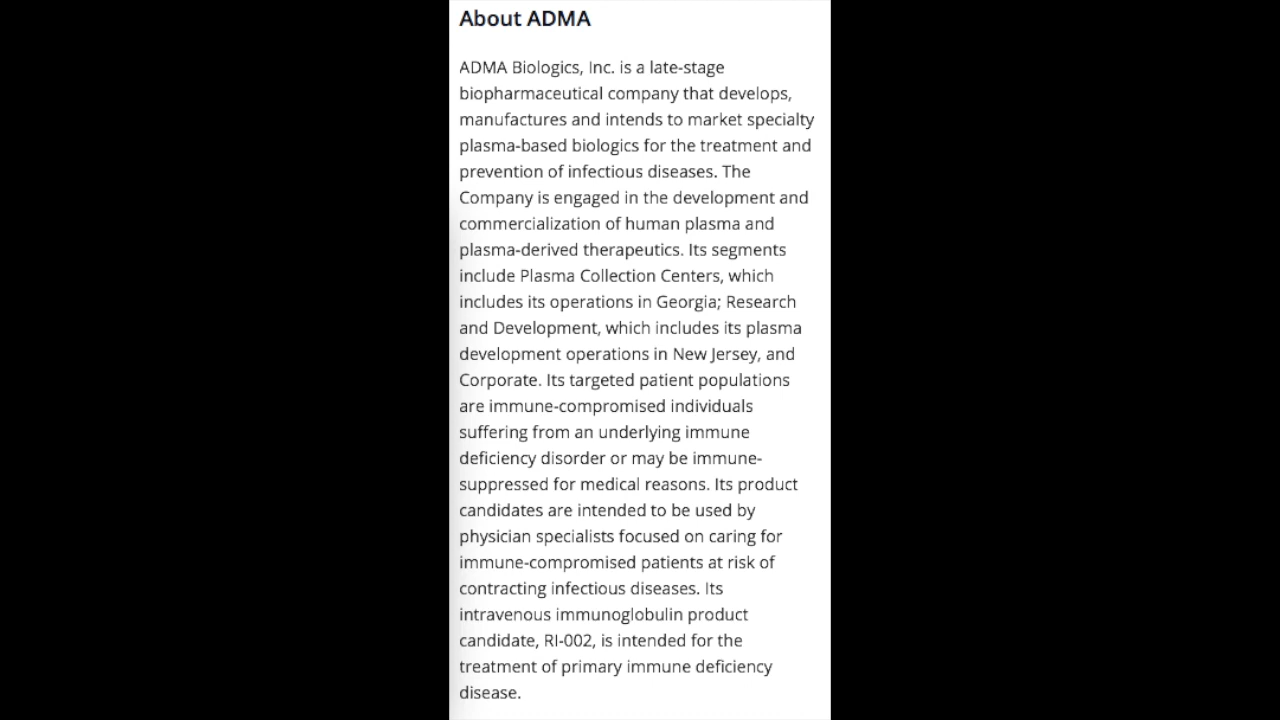 About ADMA
ADMA Biologics, Inc. is a late-stage
biopharmaceutical company that develops,
manufactures and intends to market specialty
plasma-based biologics for the treatment and
prevention of infectious diseases. The
Company is engaged in the development and
commercialization of human plasma and
plasma-derived therapeutics. Its segments
include Plasma Collection Centers, which
includes its operations in Georgia; Research
and Development, which includes its plasma
development operations in New Jersey, and
Corporate. Its targeted patient populations
are immune-compromised individuals
suffering from an underlying immune
deficiency disorder or may be immune-
suppressed for medical reasons. Its product
candidates are intended to be used by
physician specialists focused on caring for
immune-compromised patients at risk of
contracting infectious diseases. Its
intravenous immunoglobulin product
candidate, RI-002, is intended for the
treatment of primary immune deficiency
disease.